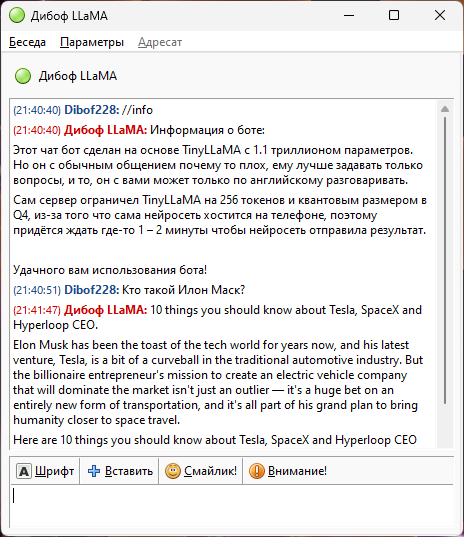 Дибоф LLaMA
Беседа Параметры Адресат
Дибоф LLaMA
(21:40:40) Dibof228: //info
(21:40:40) Дибоф LLaMA: Информация о боте:
Этот чат бот сделан на основе TinyLLaMA с 1.1 триллионом параметров.
Но он с обычным общением почему то плох, ему лучше задавать только
вопросы, и то, он с вами может только по английскому разговаривать.
Сам сервер ограничел TinyLLaMA на 256 токенов и квантовым размером в
Q4, из-за того что сама нейросеть хостится на телефоне, поэтому
придётся ждать где-то 1 – 2 минуты чтобы нейросеть отправила результат.
Удачного вам использования бота!
(21:40:51) Dibof228: Кто такой Илон Маск?
(21:41:47) Дибоф LLaMA: 10 things you should know about Tesla, SpaceX and
Hyperloop CEO.
Elon Musk has been the toast of the tech world for years now, and his latest
venture, Tesla, is a bit of a curveball in the traditional automotive industry. But
the billionaire entrepreneur's mission to create an electric vehicle company
that will dominate the market isn't just an outlier — it's a huge bet on an
entirely new form of transportation, and it's all part of his grand plan to bring
humanity closer to space travel.
Here are 10 things you should know about Tesla, SpaceX and Hyperloop CEO
A Шрифт Вставить Смайлик! Внимание!